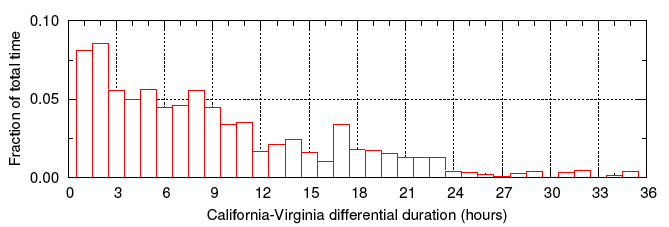 0.10
0.05
0.00
Fraction of total time
0 3 6 9 12 15 18 21 24 27 30 33 36
California-Virginia differential duration (hours)